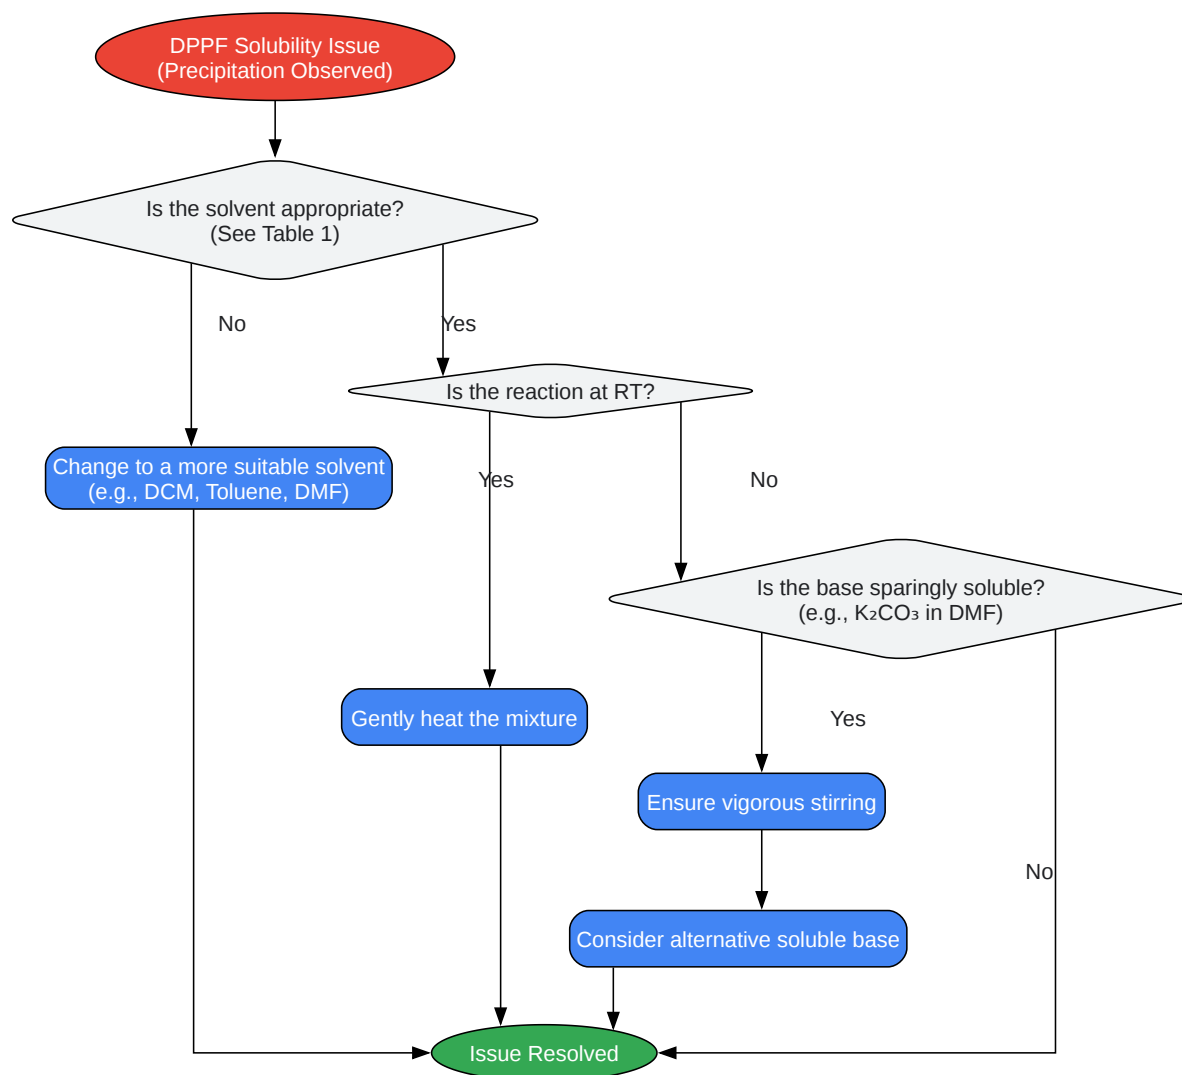 DPPF Solubility Issue
(Precipitation Observed)
Is the solvent appropriate?
(See Table 1)
No
Yes
Is the reaction at RT?
Change to a more suitable solvent
(e.g., DCM, Toluene, DMF)
Yes
No
Is the base sparingly soluble?
(e.g., K₂CO₃ in DMF)
Gently heat the mixture
Yes
Ensure vigorous stirring
No
Consider alternative soluble base
Issue Resolved